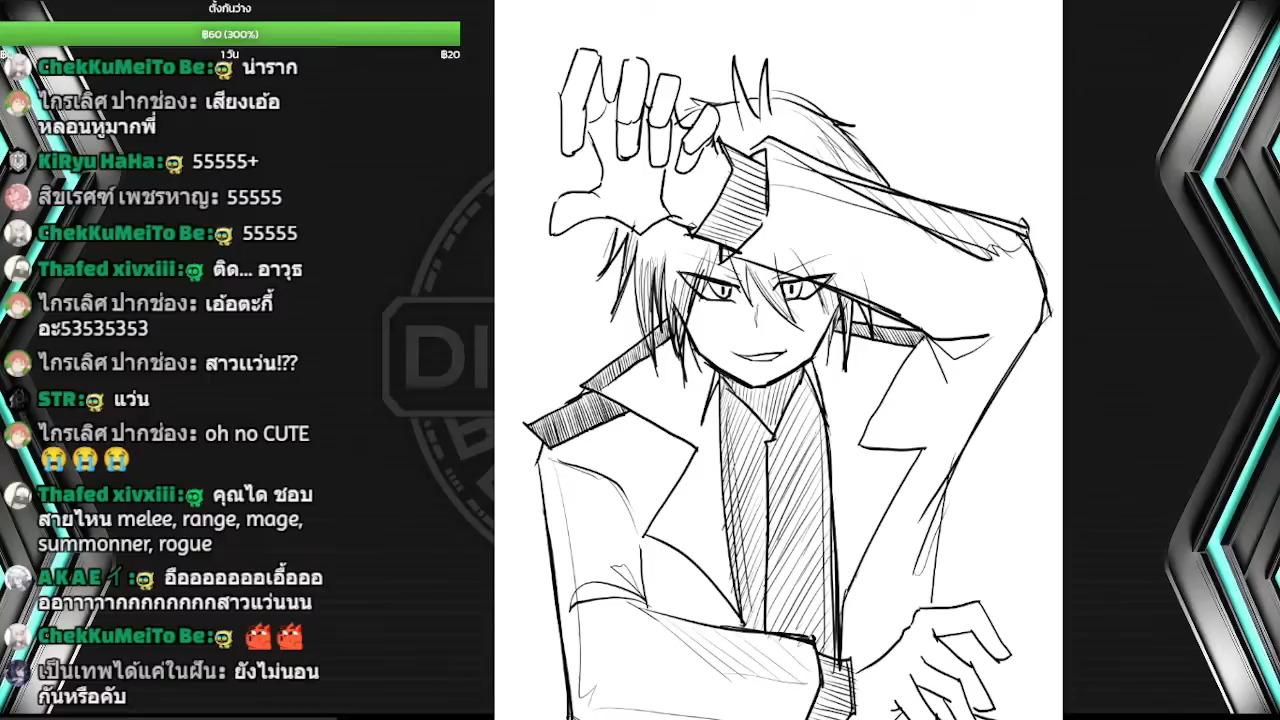 ตั้งกันว่าง
฿60 (300%)
฿0 1 วัน ฿20
ChekKuMeiTo Be: น่าราก
ไกรเลิศ ปากช่อง: เสียงเอ้อ
หลอนหูมากพี่
KiRyu HaHa: 55555+
สิขเรศฑ์ เพชรหาญ: 55555
ChekKuMeiTo Be: 55555
Thafed xivxiii: ติด... อาวุธ
ไกรเลิศ ปากช่อง: เอ้อตะกี้
อะ53535353
ไกรเลิศ ปากช่อง: สาวแว่น!??
STR: แว่น
ไกรเลิศ ปากช่อง: oh no CUTE
😭😭😭
Thafed xivxiii: คุณได ชอบ
สายไหน melee, range, mage,
summonner, rogue
AKAEイ: อือออออออออเอื้อออ
ออาาาาากกกกกกกกสาวแว่นนน
ChekKuMeiTo Be:
เป็นเทพได้แค่ในฝัน: ยังไม่นอน
กันหรือคับ